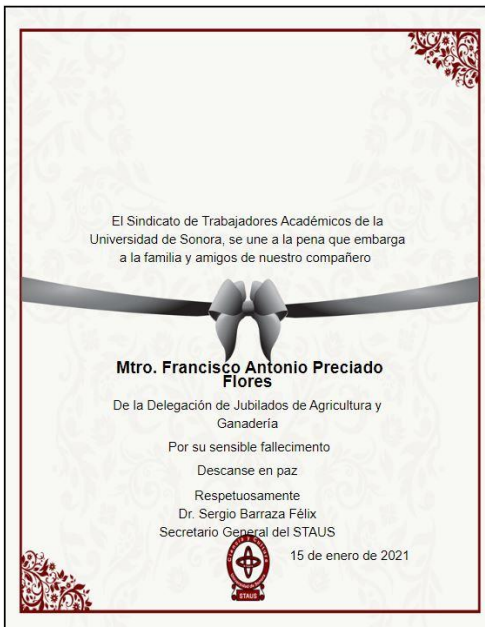 El Sindicato de Trabajadores Académicos de la
Universidad de Sonora, se une a la pena que embarga
a la familia y amigos de nuestro compañero
Mtro. Francisco Antonio Preciado
Flores
De la Delegación de Jubilados de Agricultura y
Ganadería
Por su sensible fallecimento
Descanse en paz
Respetuosamente
Dr. Sergio Barraza Félix
Secretario General del STAUS
15 de enero de 2021
STAUS